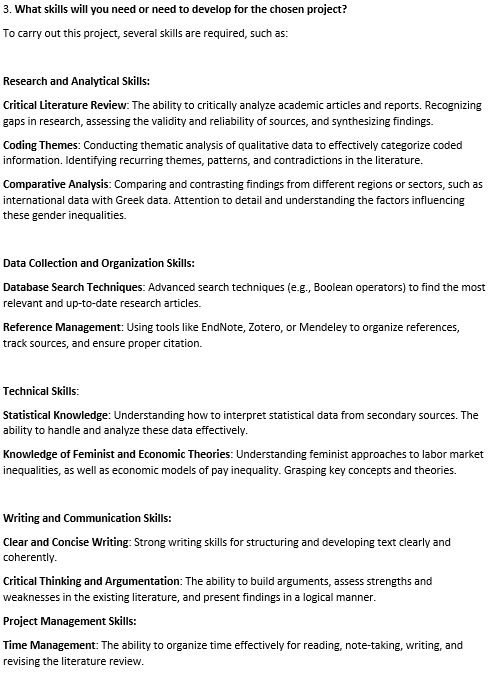 3. What skills will you need or need to develop for the chosen project?
To carry out this project, several skills are required, such as:
Research and Analytical Skills:
Critical Literature Review: The ability to critically analyze academic articles and reports. Recognizing
gaps in research, assessing the validity and reliability of sources, and synthesizing findings.
Coding Themes: Conducting thematic analysis of qualitative data to effectively categorize coded
information. Identifying recurring themes, patterns, and contradictions in the literature.
Comparative Analysis: Comparing and contrasting findings from different regions or sectors, such as
international data with Greek data. Attention to detail and understanding the factors influencing
these gender inequalities.
Data Collection and Organization Skills:
Database Search Techniques: Advanced search techniques (e.g., Boolean operators) to find the most
relevant and up-to-date research articles.
Reference Management: Using tools like EndNote, Zotero, or Mendeley to organize references,
track sources, and ensure proper citation.
Technical Skills:
Statistical Knowledge: Understanding how to interpret statistical data from secondary sources. The
ability to handle and analyze these data effectively.
Knowledge of Feminist and Economic Theories: Understanding feminist approaches to labor market
inequalities, as well as economic models of pay inequality. Grasping key concepts and theories.
Writing and Communication Skills:
Clear and Concise Writing: Strong writing skills for structuring and developing text clearly and
coherently.
Critical Thinking and Argumentation: The ability to build arguments, assess strengths and
weaknesses in the existing literature, and present findings in a logical manner.
Project Management Skills:
Time Management: The ability to organize time effectively for reading, note-taking, writing, and
revising the literature review.